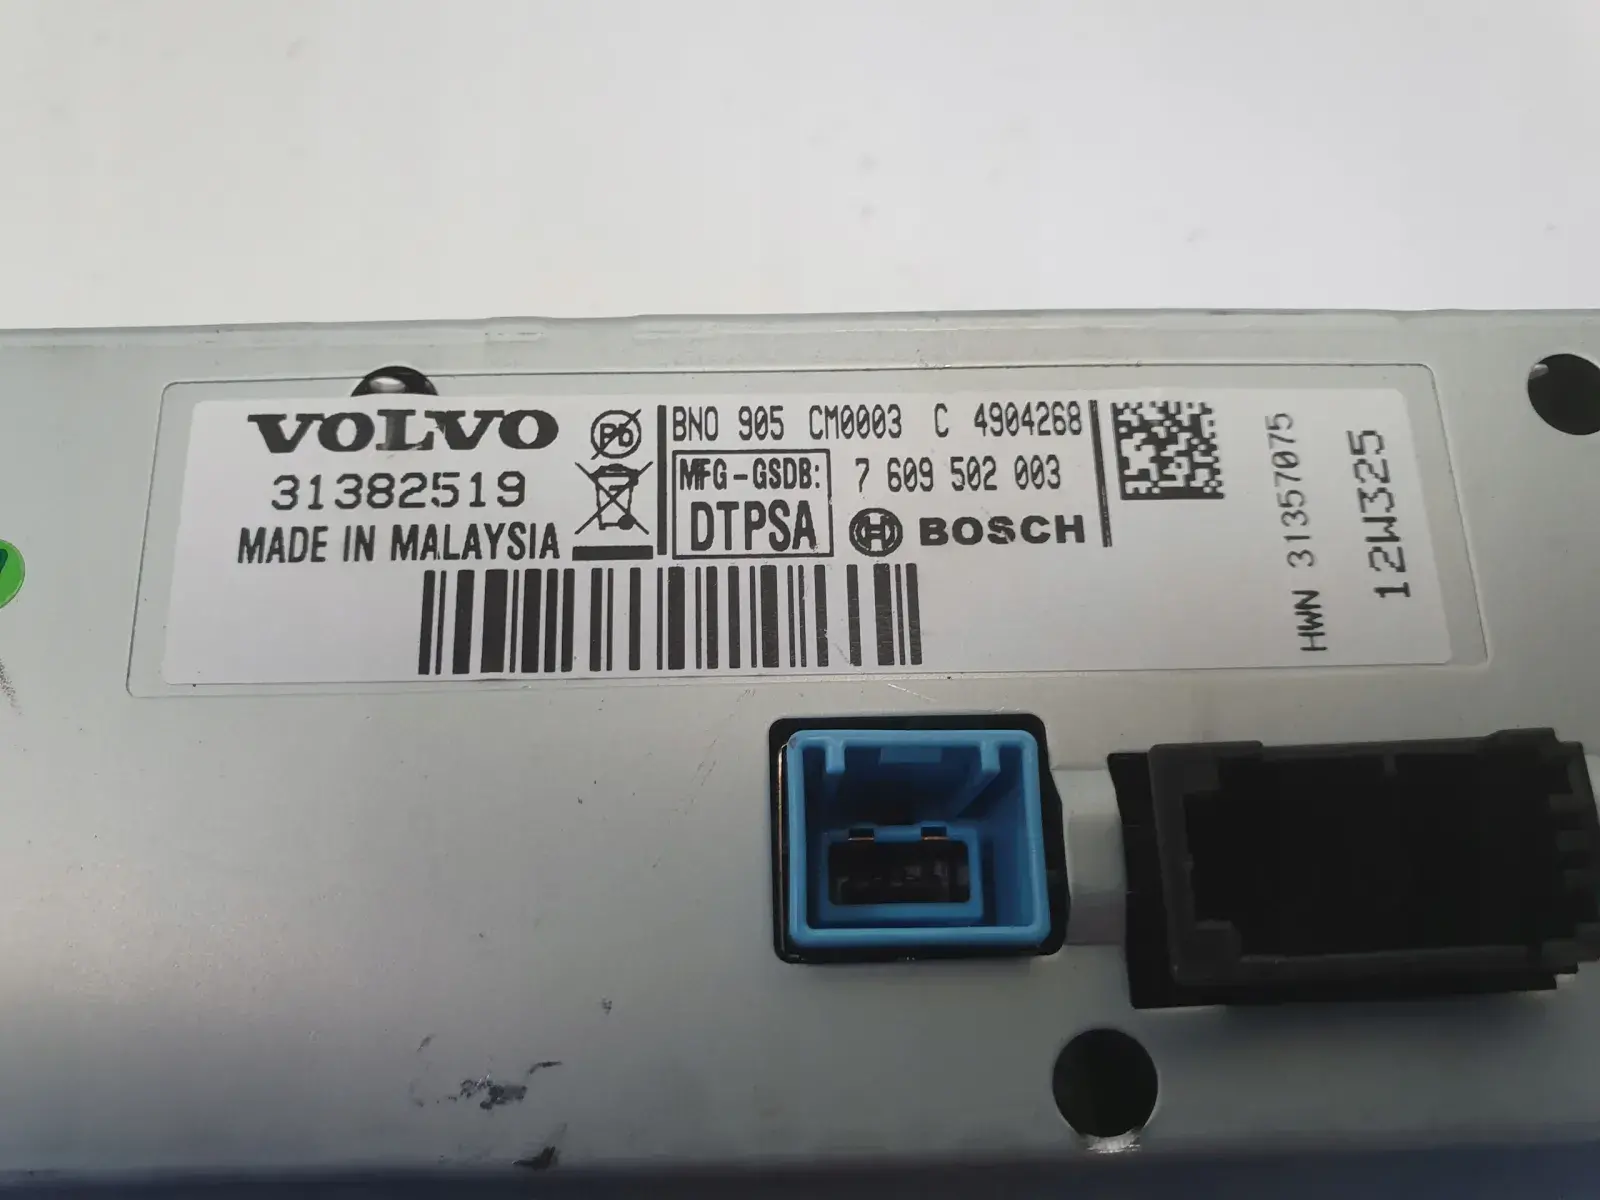 VOLVO
31382519
MADE IN MALAYSIA
Pb
BNO 905 CM0003 C 4904268
MFG-GSDB:
DTPSA
7 609 502 003
BOSCH
HWN 31357075
12W325